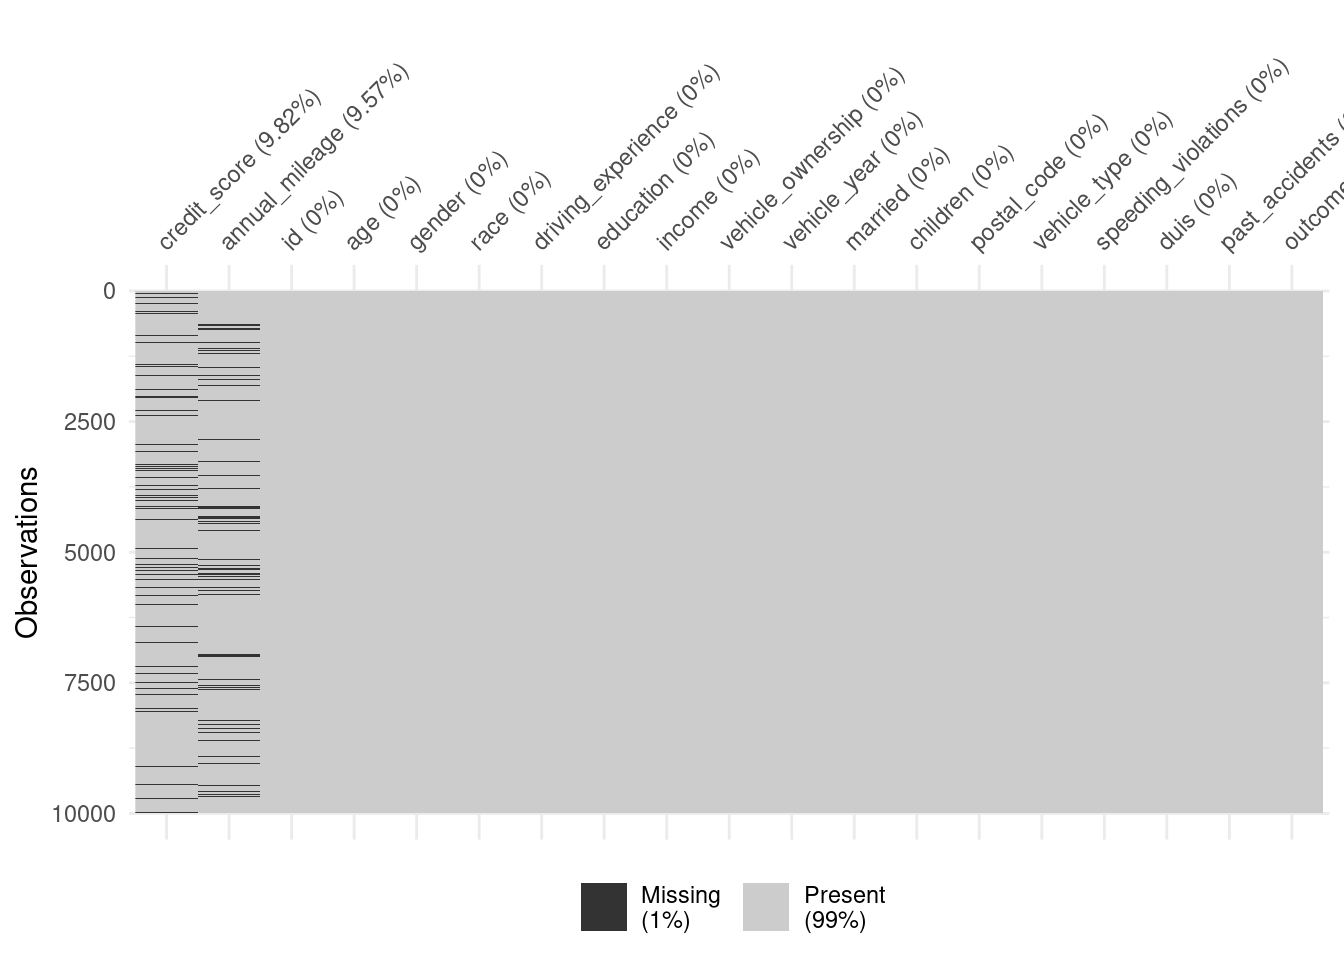 credit_score (9.82%)
annual_mileage (9.57%)
id (0%)
age (0%)
gender (0%)
race (0%)
driving_experience (0%)
education (0%)
income (0%)
vehicle_ownership (0%)
vehicle_year (0%)
married (0%)
children (0%)
postal_code (0%)
vehicle_type (0%)
speeding_violations (0%)
duis (0%)
past_accidents (
outcome
0
2500
5000
7500
10000
Observations
Missing
(1%)
Present
(99%)